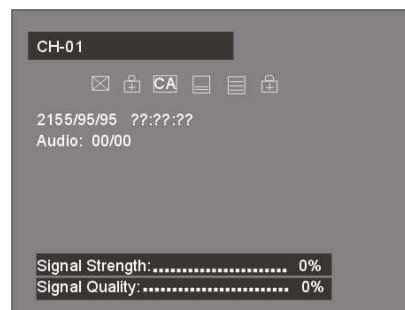 CH-01
CA
2155/95/95 ??:??:??
Audio: 00/00
Signal Strength:....................... 0%
Signal Quality:......................... 0%